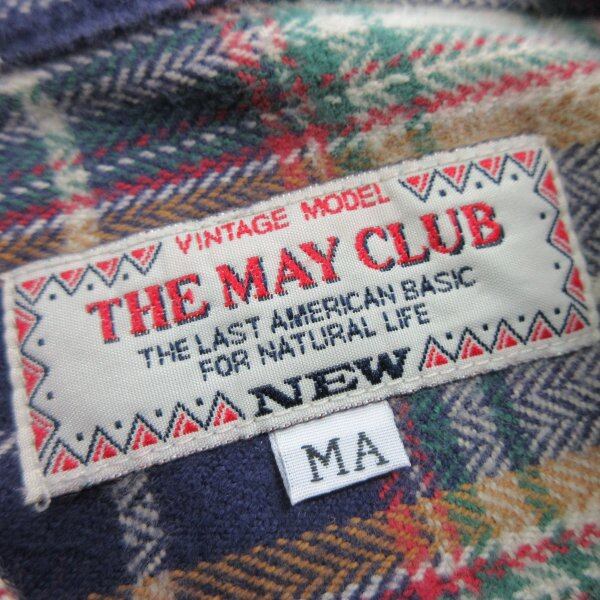 VINTAGE MODEL
THE MAY CLUB
THE LAST AMERICAN BASIC
FOR NATURAL LIFE
NEW
MA